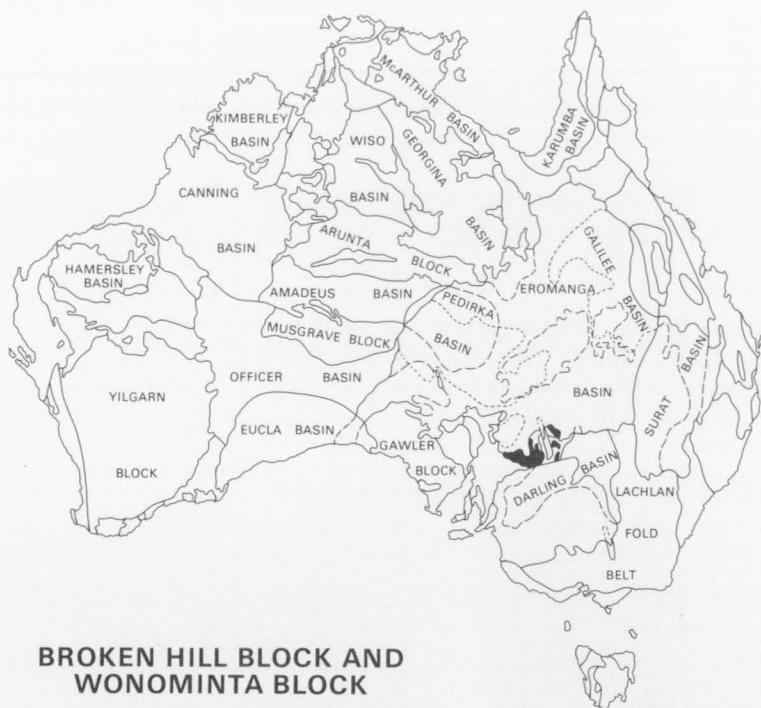 McARTHUR BASIN
KIMBERLEY
BASIN
KARUMBA
BASIN
WISO
BASIN
GEORGINA
BASIN
CANNING
BASIN
ARUNTA
BLOCK
GALILEE
BASIN
HAMERSLEY
BASIN
EROMANGA
BASIN
AMADEUS BASIN
PEDIRKA
BASIN
MUSGRAVE BLOCK
OFFICER
BASIN
YILGARN
BLOCK
SURAT BASIN
EUCLA BASIN
GAWLER
BLOCK
DARLING BASIN
LACHLAN
FOLD
BELT
BROKEN HILL BLOCK AND
WONOMINTA BLOCK